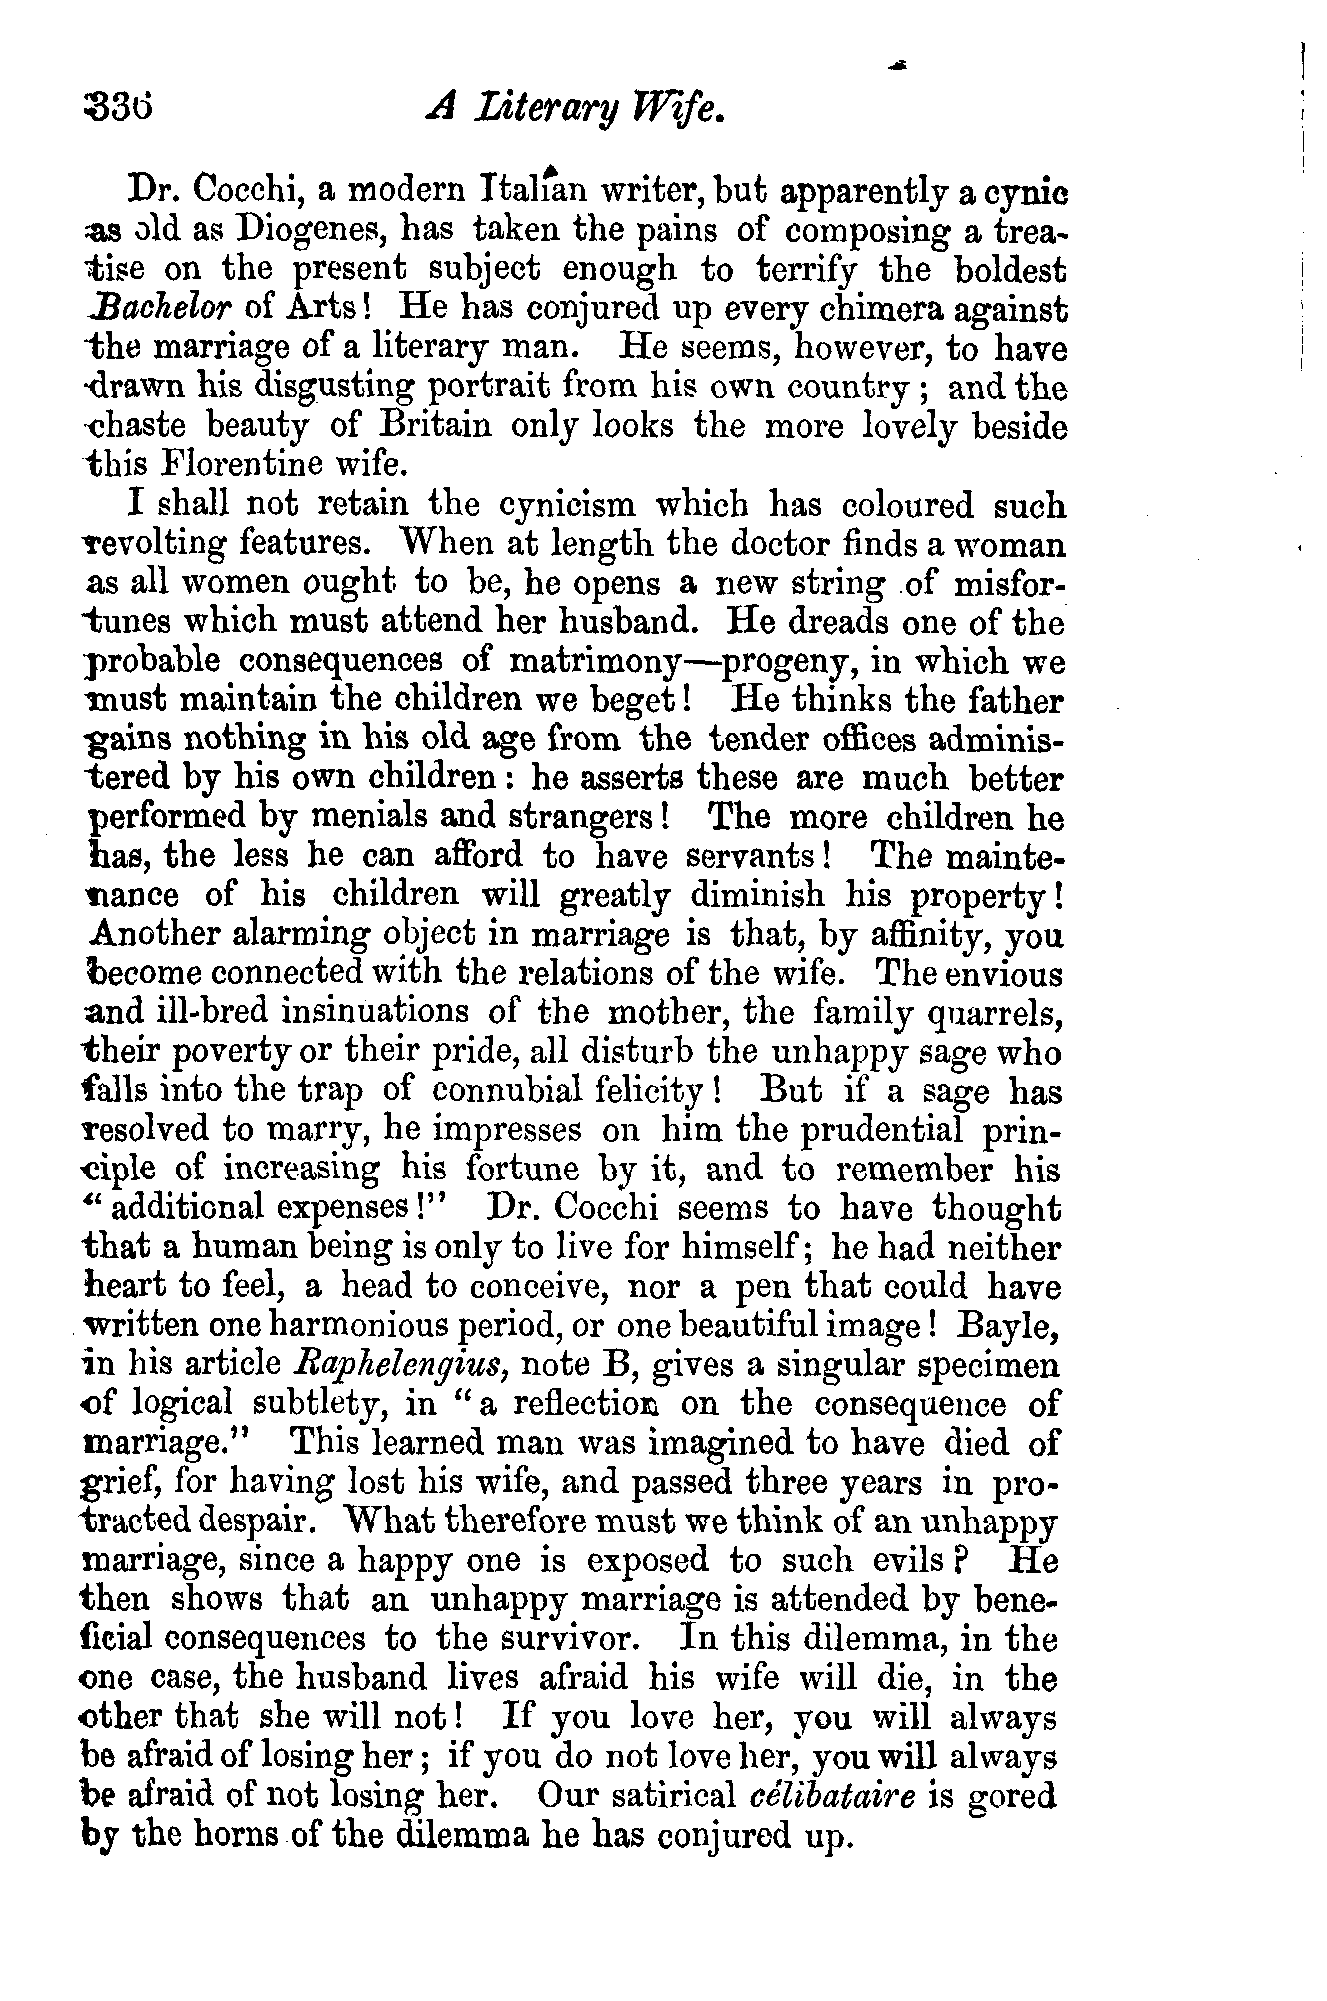 336 A Literary Wife.
Dr. Cocchi, a modern Italian writer, but apparently a cynic
as old as Diogenes, has taken the pains of composing a trea-
tise on the present subject enough to terrify the boldest
Bachelor of Arts! He has conjured up every chimera against
the marriage of a literary man. He seems, however, to have
drawn his disgusting portrait from his own country; and the
chaste beauty of Britain only looks the more lovely beside
this Florentine wife.
I shall not retain the cynicism which has coloured such
revolting features. When at length the doctor finds a woman
as all women ought to be, he opens a new string of misfor-
tunes which must attend her husband. He dreads one of the
probable consequences of matrimony—progeny, in which we
must maintain the children we beget! He thinks the father
gains nothing in his old age from the tender offices adminis-
tered by his own children: he asserts these are much better
performed by menials and strangers! The more children he
has, the less he can afford to have servants! The mainte-
nance of his children will greatly diminish his property!
Another alarming object in marriage is that, by affinity, you
become connected with the relations of the wife. The envious
and ill-bred insinuations of the mother, the family quarrels,
their poverty or their pride, all disturb the unhappy sage who
falls into the trap of connubial felicity! But if a sage has
resolved to marry, he impresses on him the prudential prin-
ciple of increasing his fortune by it, and to remember his
“additional expenses!” Dr. Cocchi seems to have thought
that a human being is only to live for himself; he had neither
heart to feel, a head to conceive, nor a pen that could have
written one harmonious period, or one beautiful image! Bayle,
in his article Raphelengius, note B, gives a singular specimen
of logical subtlety, in “a reflection on the consequence of
marriage.” This learned man was imagined to have died of
grief, for having lost his wife, and passed three years in pro-
tracted despair. What therefore must we think of an unhappy
marriage, since a happy one is exposed to such evils? He
then shows that an unhappy marriage is attended by bene-
ficial consequences to the survivor. In this dilemma, in the
one case, the husband lives afraid his wife will die, in the
other that she will not! If you love her, you will always
be afraid of losing her; if you do not love her, you will always
be afraid of not losing her. Our satirical célibataire is gored
by the horns of the dilemma he has conjured up.